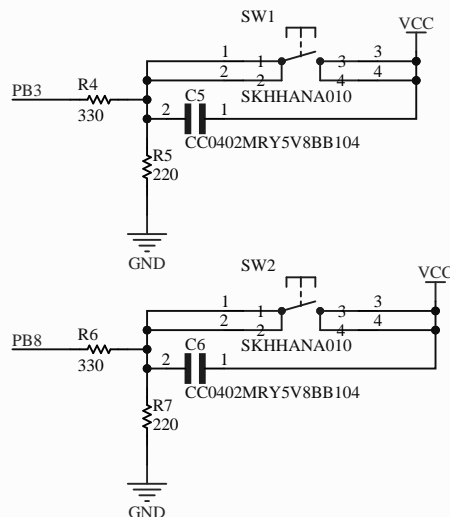 SW1
VCC
1 1 3 3
2 2 4 4
SKHHANA010
PB3
R4
330
C5
2 1
CC0402MRY5V8BB104
R5
220
GND
SW2
VCC
1 1 3 3
2 2 4 4
SKHHANA010
PB8
R6
330
C6
2 1
CC0402MRY5V8BB104
R7
220
GND